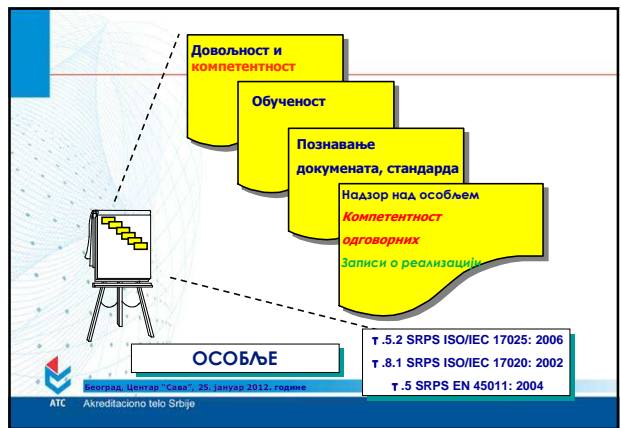 Довољност и
компетентност
Обученост
Познавање
докумената, стандарда
Надзор над особљем
Компетентност
одговорних
Записи о реализацији
т .5.2 SRPS ISO/IEC 17025: 2006
т .8.1 SRPS ISO/IEC 17020: 2002
т .5 SRPS EN 45011: 2004
ОСОБЉЕ
Београд, Центар "Сава", 25. јануар 2012. године
ATC Akreditaciono telo Srbije